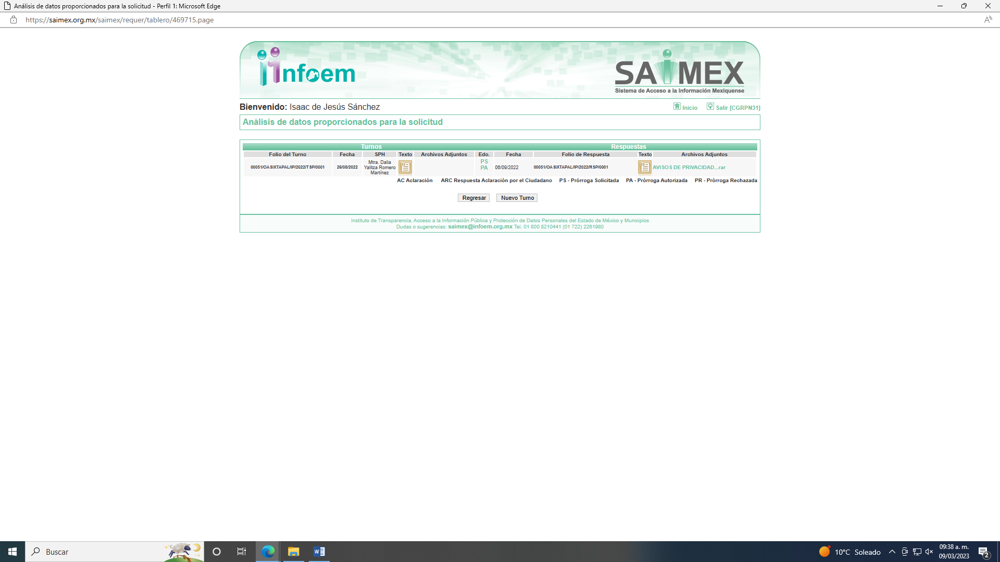 Análisis de datos proporcionados para la solicitud - Perfil 1: Microsoft Edge
https://saimex.org.mx/saimex/requer/tablero/469715.page
infoem
SAIMEX
Sistema de Acceso a la Información Mexiquense
Bienvenido: Isaac de Jesús Sánchez
Inicio Salir [CGRPN31]
Análisis de datos proporcionados para la solicitud
Turnos Respuestas
Folio del Turno Fecha SPH Texto Archivos Adjuntos Edo. Fecha Folio de Respuesta Texto Archivos Adjuntos
00051/OASIXTAPAL/IP/2022/TSP/0001 26/08/2022 Mtra. Dalia Yalitza Romero Martínez PS PA 06/09/2022 00051/OASIXTAPAL/IP/2022/RSP/0001 AVISOS DE PRIVACIDAD...rar
AC Aclaración ARC Respuesta Aclaración por el Ciudadano PS - Prórroga Solicitada PA - Prórroga Autorizada PR - Prórroga Rechazada
Regresar Nuevo Turno
Instituto de Transparencia, Acceso a la Información Pública y Protección de Datos Personales del Estado de México y Municipios
Dudas o sugerencias: saimex@infoem.org.mx Tel. 01 800 8210441 (01 722) 2261980
Buscar
10°C Soleado
09:38 a. m.
09/03/2023
2